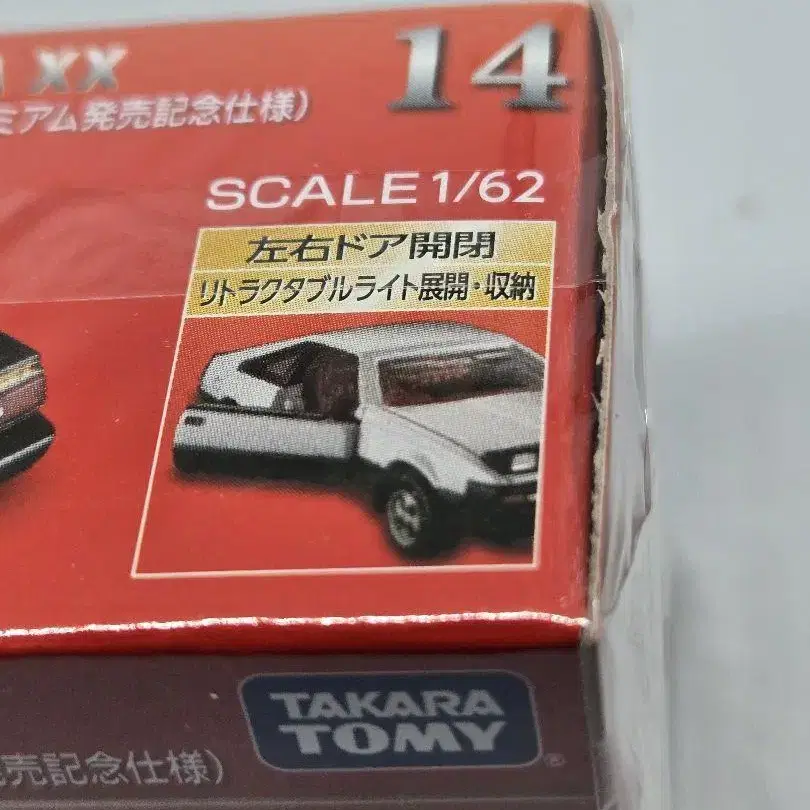 XX
14
ミアム発売記念仕様)
SCALE 1/62
左右ドア開閉
リトラクタブルライト展開・収納
TAKARA
TOMY
®
売記念仕様)